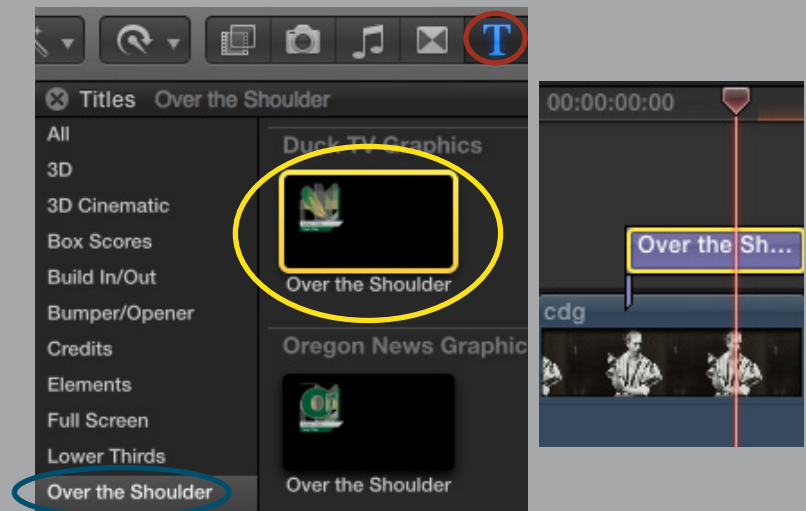 T
Titles Over the Shoulder
All
3D
3D Cinematic
Box Scores
Build In/Out
Bumper/Opener
Credits
Elements
Full Screen
Lower Thirds
Over the Shoulder
Duck TV Graphics
Over the Shoulder
Oregon News Graphic
Over the Shoulder
00:00:00:00
Over the Sh...
cdg